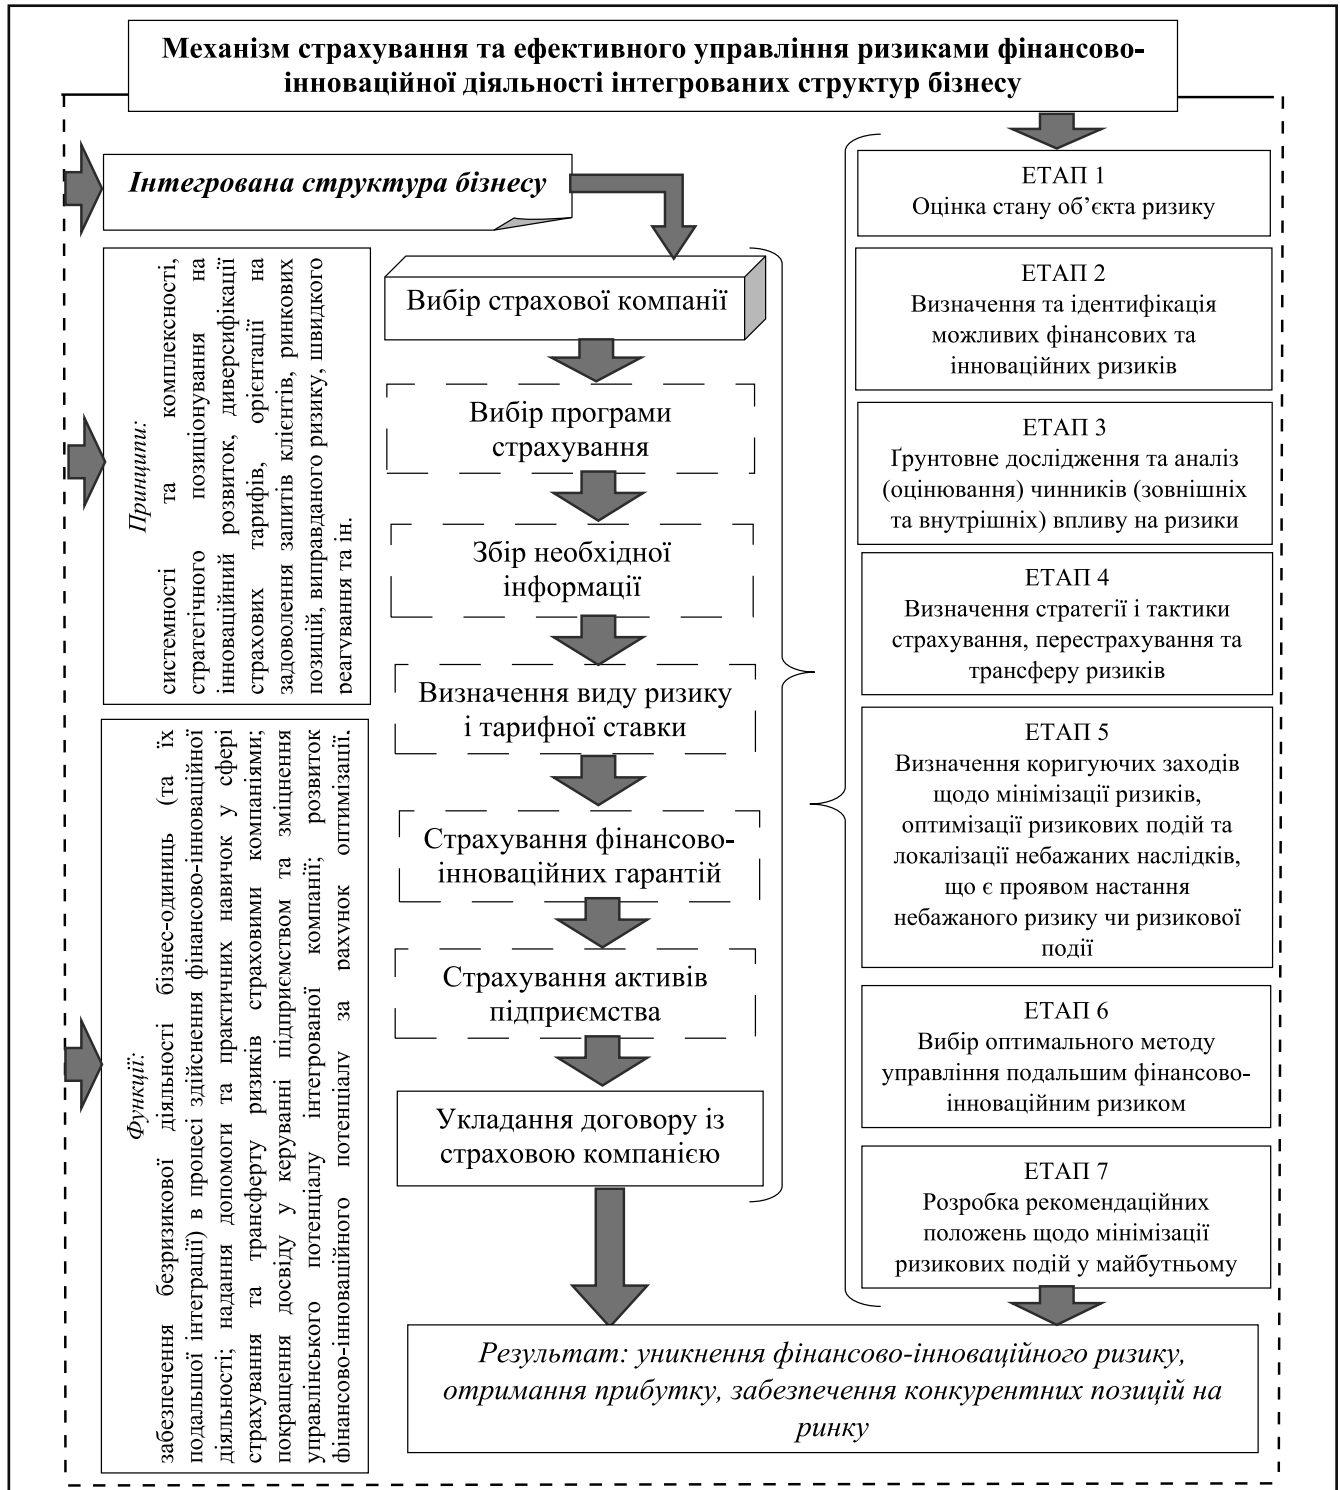 Механізм страхування та ефективного управління ризиками фінансово-
інноваційної діяльності інтегрованих структур бізнесу
Інтегрована структура бізнесу
Принципи:
системності та комплексності,
стратегічного позиціонування на
інноваційний розвиток, диверсифікації
страхових тарифів, орієнтації на
задоволення запитів клієнтів, ринкових
позицій, виправданого ризику, швидкого
реагування та ін.
Функції:
забезпечення безризикової діяльності бізнес-одиниць (та їх
подальшої інтеграції) в процесі здійснення фінансово-інноваційної
діяльності; надання допомоги та практичних навичок у сфері
страхування та трансферту ризиків страховими компаніями;
покращення досвіду у керуванні підприємством та зміцнення
управлінського потенціалу інтегрованої компанії; розвиток
фінансово-інноваційного потенціалу за рахунок оптимізації.
Вибір страхової компанії
Вибір програми
страхування
Збір необхідної
інформації
Визначення виду ризику
і тарифної ставки
Страхування фінансово-
інноваційних гарантій
Страхування активів
підприємства
Укладання договору із
страховою компанією
ЕТАП 1
Оцінка стану об’єкта ризику
ЕТАП 2
Визначення та ідентифікація
можливих фінансових та
інноваційних ризиків
ЕТАП 3
Ґрунтовне дослідження та аналіз
(оцінювання) чинників (зовнішніх
та внутрішніх) впливу на ризики
ЕТАП 4
Визначення стратегії і тактики
страхування, перестрахування та
трансферу ризиків
ЕТАП 5
Визначення коригуючих заходів
щодо мінімізації ризиків,
оптимізації ризикових подій та
локалізації небажаних наслідків,
що є проявом настання
небажаного ризику чи ризикової
події
ЕТАП 6
Вибір оптимального методу
управління подальшим фінансово-
інноваційним ризиком
ЕТАП 7
Розробка рекомендаційних
положень щодо мінімізації
ризикових подій у майбутньому
Результат: уникнення фінансово-інноваційного ризику,
отримання прибутку, забезпечення конкурентних позицій на
ринку